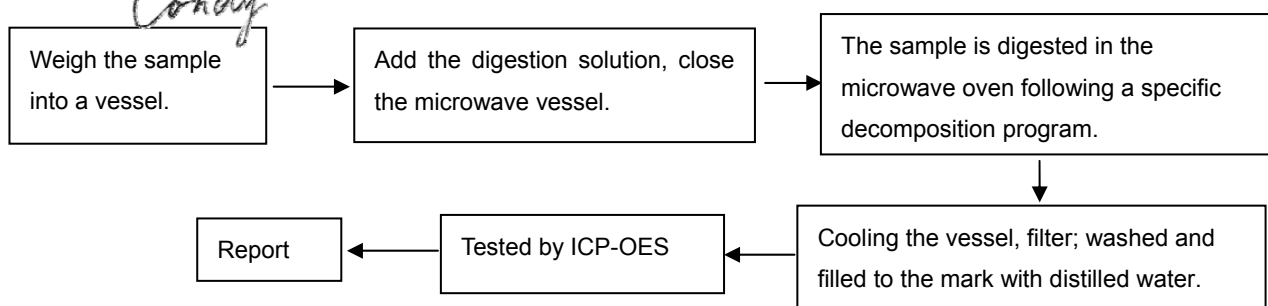 Weigh the sample
into a vessel.
Add the digestion solution, close
the microwave vessel.
The sample is digested in the
microwave oven following a specific
decomposition program.
Cooling the vessel, filter; washed and
filled to the mark with distilled water.
Tested by ICP-OES
Report